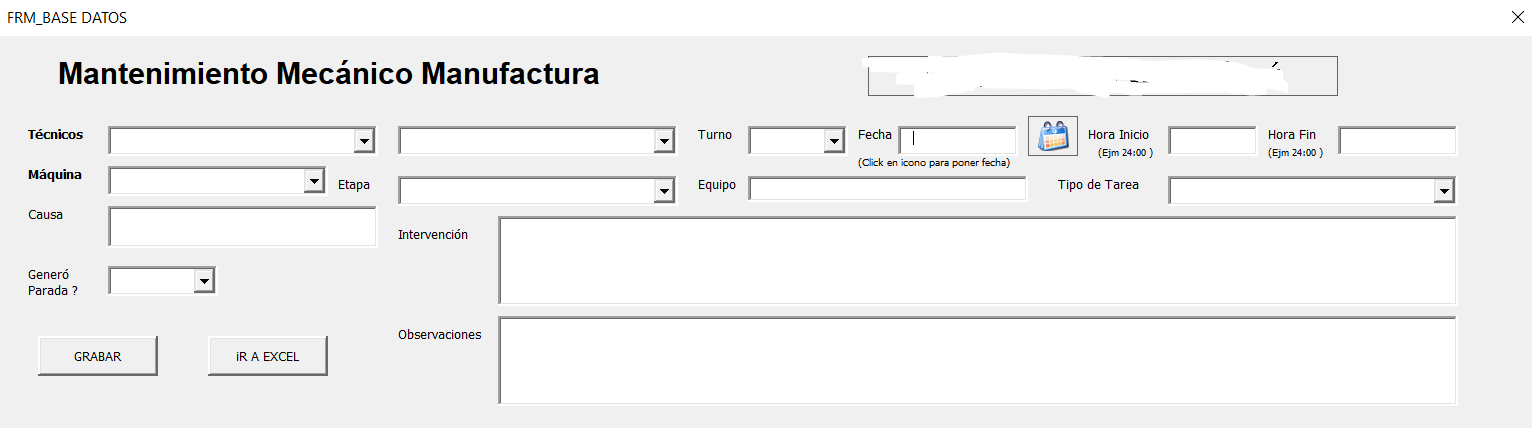 FRM_BASE DATOS
Mantenimiento Mecánico Manufactura
Técnicos
Turno
Fecha
Hora Inicio
Hora Fin
(Ejm 24:00 )
(Ejm 24:00 )
(Click en icono para poner fecha)
Máquina
Etapa
Equipo
Tipo de Tarea
Causa
Intervención
Generó
Parada ?
Observaciones
GRABAR
iR A EXCEL